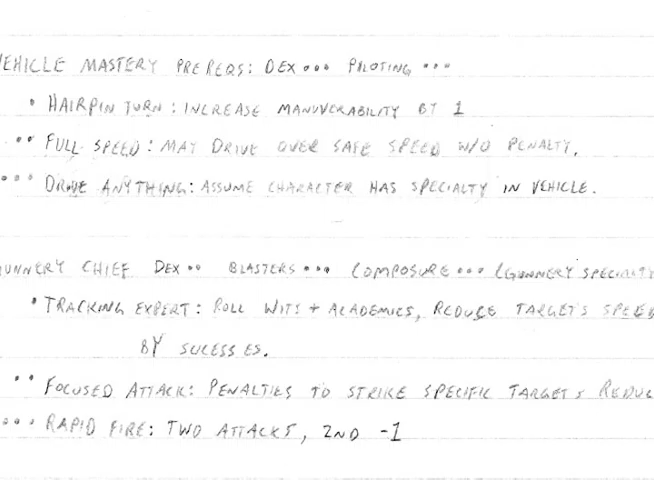 VEHICLE MASTERY PREREQS: DEX ••• PILOTING •••
• HAIRPIN TURN: INCREASE MANUVERABILITY BY 1
•• FULL SPEED: MAY DRIVE OVER SAFE SPEED W/O PENALTY.
••• DRIVE ANYTHING: ASSUME CHARACTER HAS SPECIALTY IN VEHICLE.
GUNNERY CHIEF DEX •• BLASTERS ••• COMPOSURE ••• (GUNNERY SPECIALTY
• TRACKING EXPERT: ROLL WITS + ACADEMICS, REDUCE TARGET'S SPEED
BY SUCESSES.
•• FOCUSED ATTACK: PENALTIES TO STRIKE SPECIFIC TARGETS REDUC
••• RAPID FIRE: TWO ATTACKS, 2ND -1